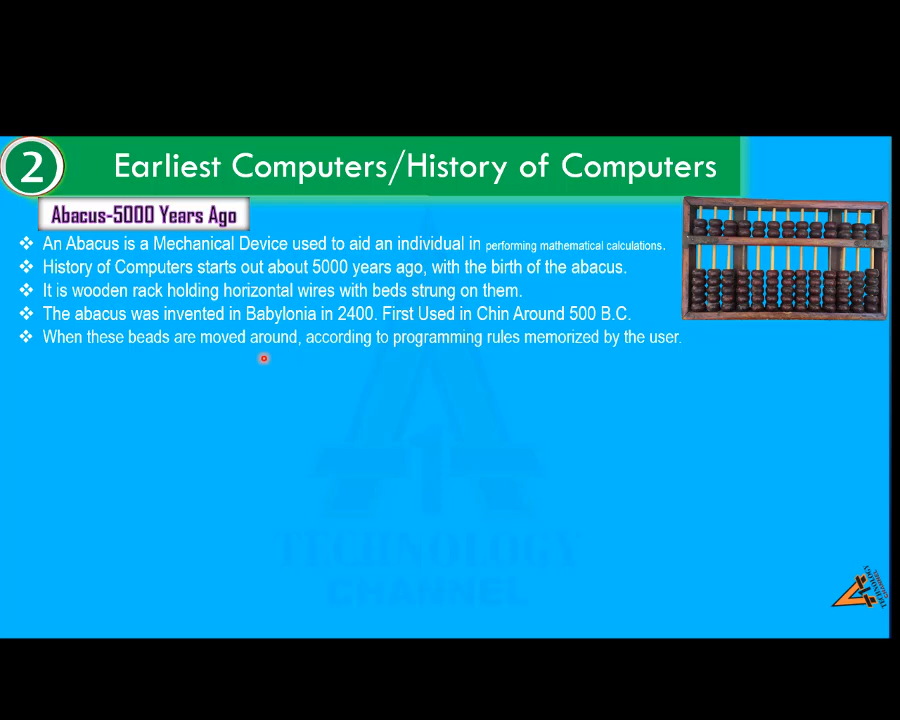 2
Earliest Computers/History of Computers
Abacus-5000 Years Ago
❖ An Abacus is a Mechanical Device used to aid an individual in performing mathematical calculations.
❖ History of Computers starts out about 5000 years ago, with the birth of the abacus.
❖ It is wooden rack holding horizontal wires with beds strung on them.
❖ The abacus was invented in Babylonia in 2400. First Used in Chin Around 500 B.C.
❖ When these beads are moved around, according to programming rules memorized by the user.
TECHNOLOGY
CHANNEL
TECHNOLOGY
CHANNEL